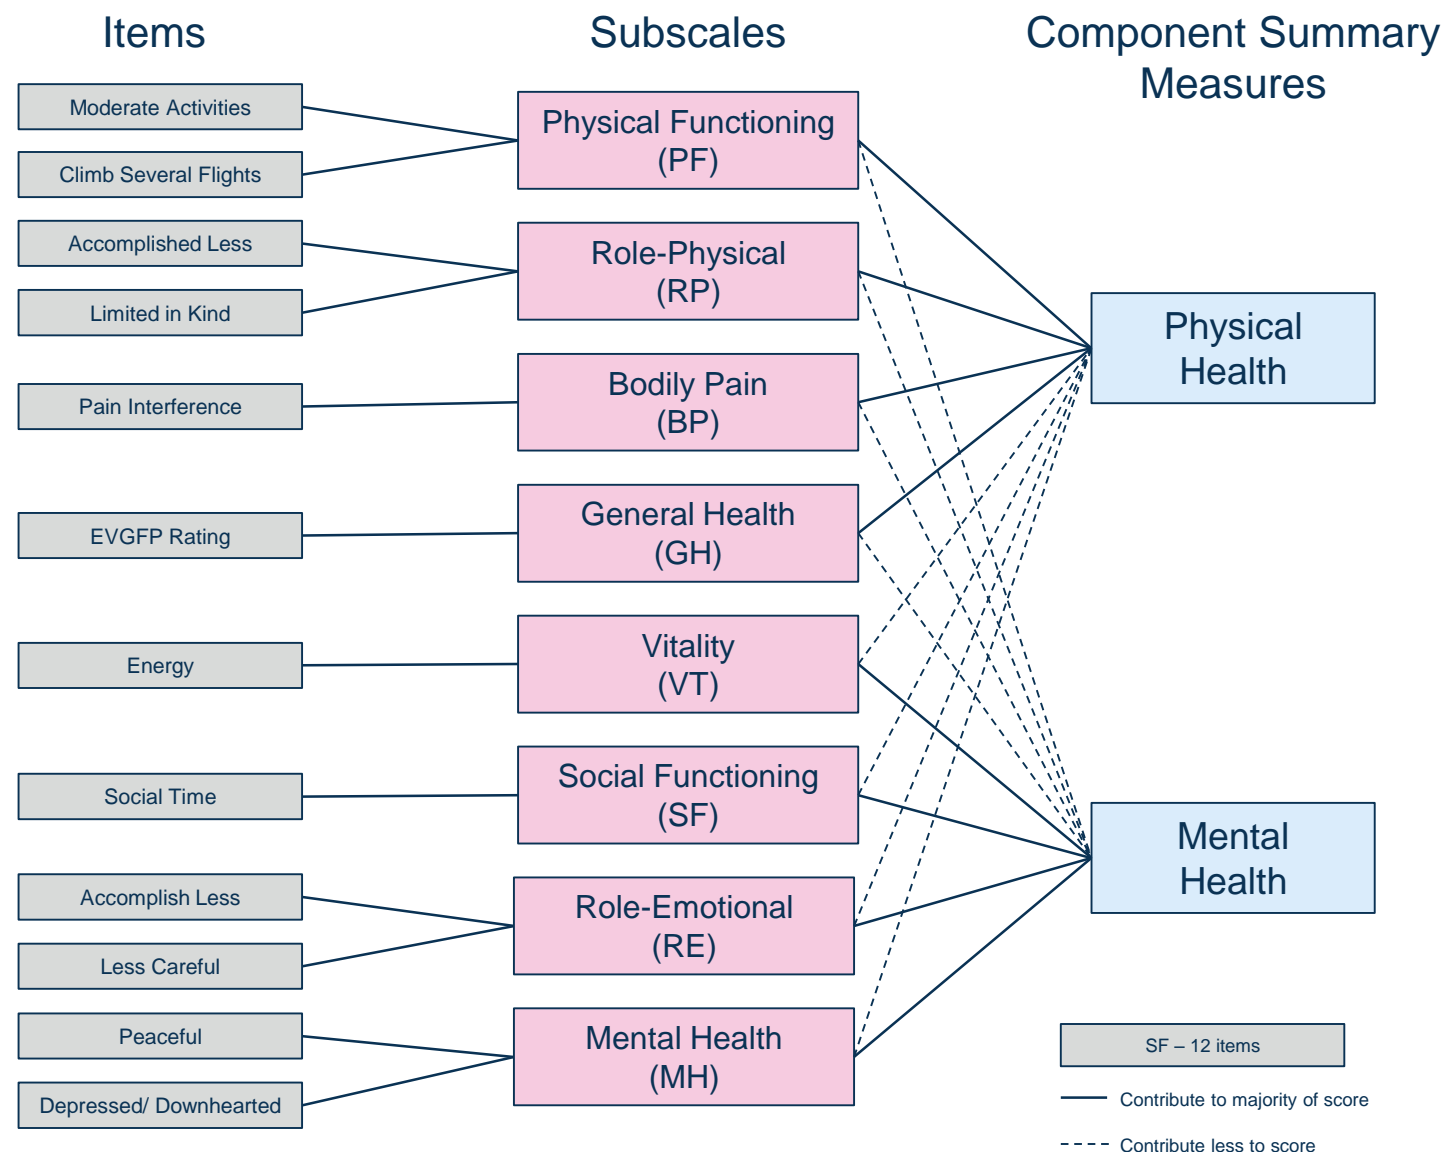 Items
Subscales
Component Summary
Measures
Moderate Activities
Climb Several Flights
Accomplished Less
Limited in Kind
Pain Interference
EVGFP Rating
Energy
Social Time
Accomplish Less
Less Careful
Peaceful
Depressed/ Downhearted
Physical Functioning
(PF)
Role-Physical
(RP)
Bodily Pain
(BP)
General Health
(GH)
Vitality
(VT)
Social Functioning
(SF)
Role-Emotional
(RE)
Mental Health
(MH)
Physical
Health
Mental
Health
SF – 12 items
Contribute to majority of score
Contribute less to score